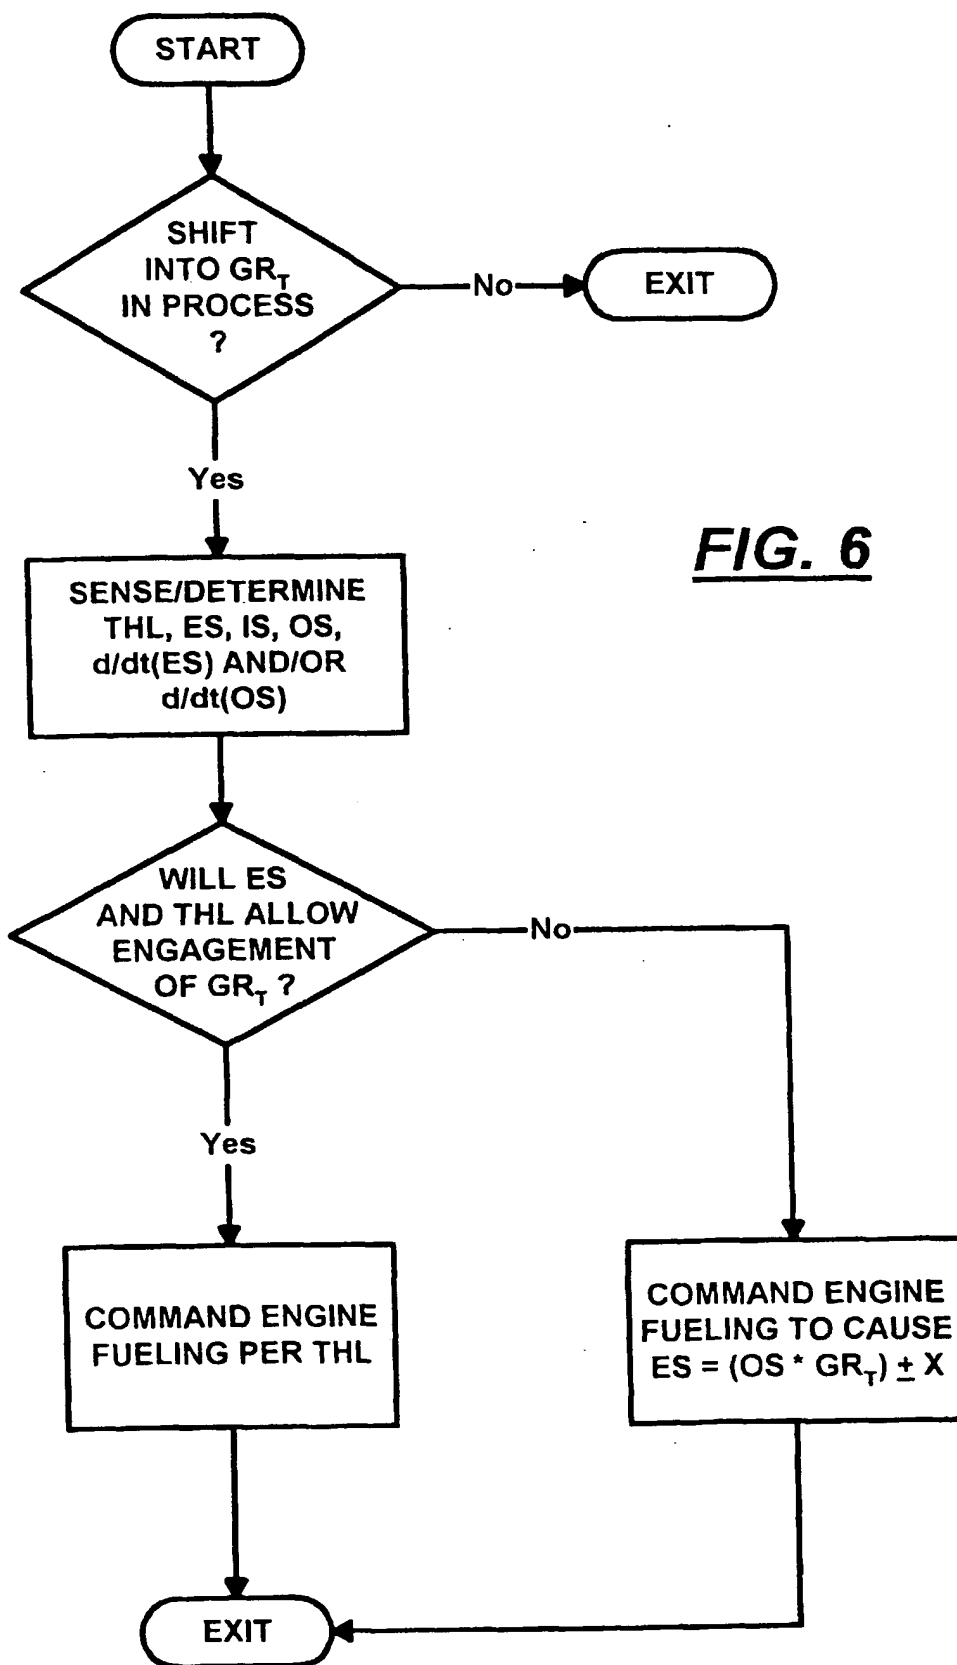 START
SHIFT
INTO GR_T
IN PROCESS
?
No
EXIT
Yes
FIG. 6
SENSE/DETERMINE
THL, ES, IS, OS,
d/dt(ES) AND/OR
d/dt(OS)
WILL ES
AND THL ALLOW
ENGAGEMENT
OF GR_T ?
No
Yes
COMMAND ENGINE
FUELING PER THL
COMMAND ENGINE
FUELING TO CAUSE
ES = (OS * GR_T) ± X
EXIT